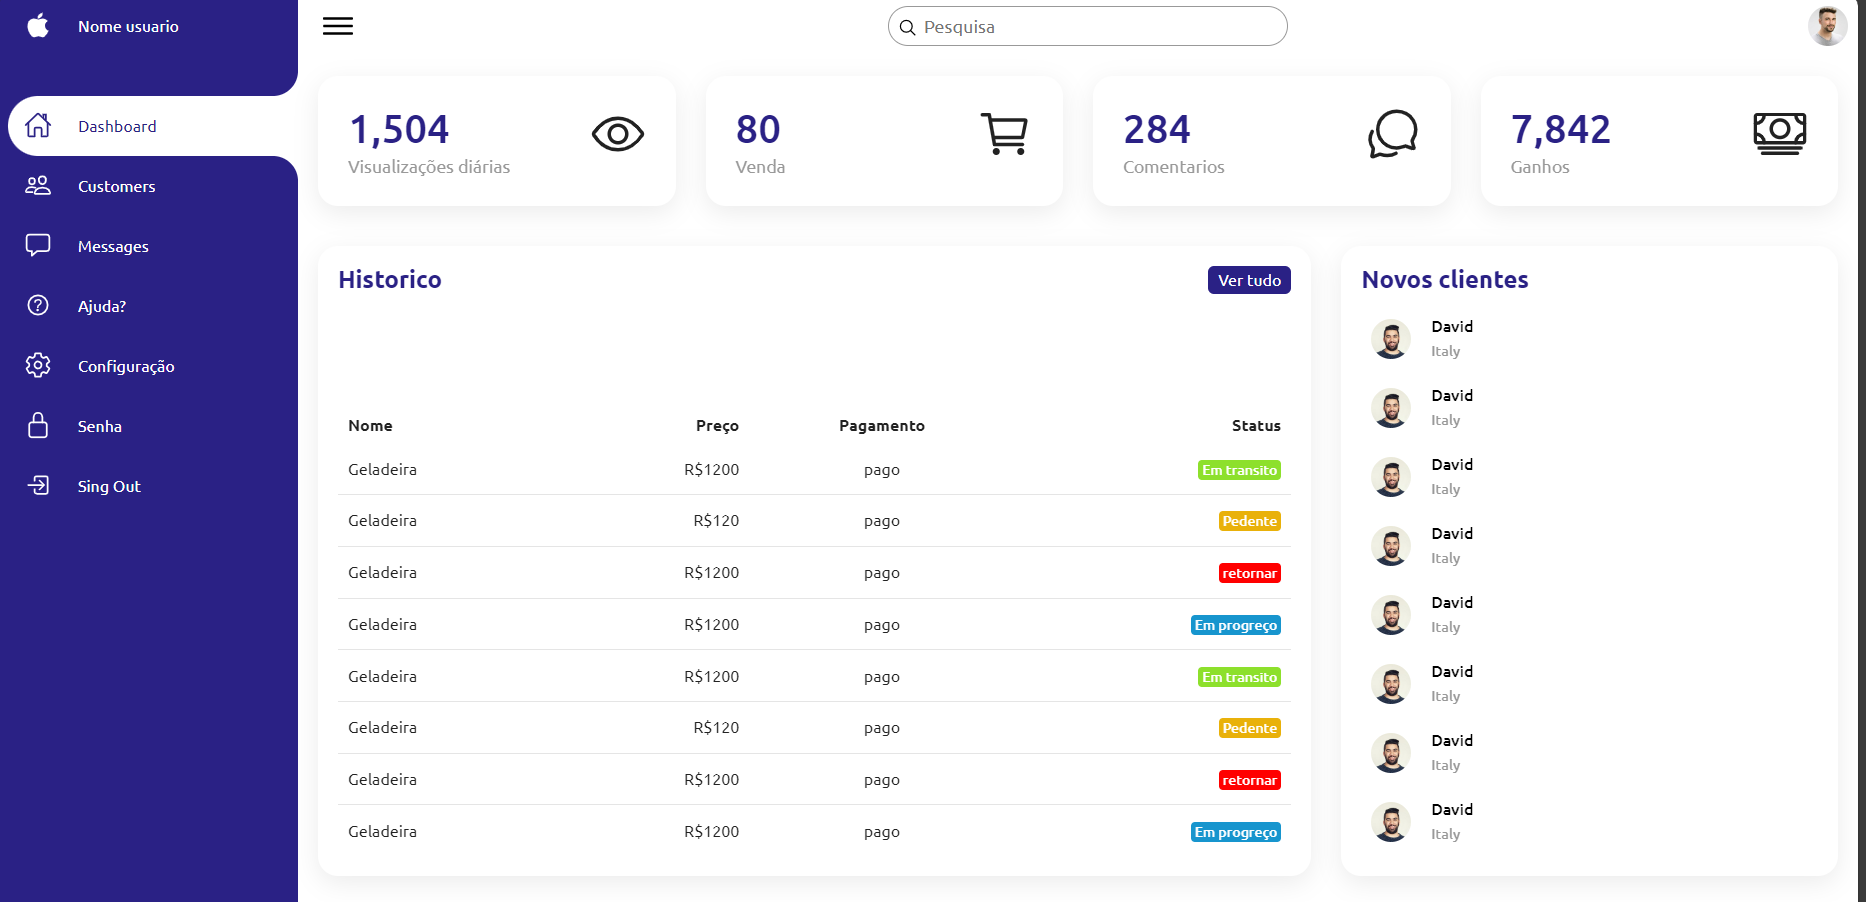 Nome usuario
Dashboard
Customers
Messages
Ajuda?
Configuração
Senha
Sing Out
Pesquisa
1,504
Visualizações diárias
80
Venda
284
Comentarios
7,842
Ganhos
Historico
Ver tudo
Nome Preço Pagamento Status
Geladeira R$1200 pago Em transito
Geladeira R$120 pago Pedente
Geladeira R$1200 pago retornar
Geladeira R$1200 pago Em progreço
Geladeira R$1200 pago Em transito
Geladeira R$120 pago Pedente
Geladeira R$1200 pago retornar
Geladeira R$1200 pago Em progreço
Novos clientes
David
Italy
David
Italy
David
Italy
David
Italy
David
Italy
David
Italy
David
Italy
David
Italy